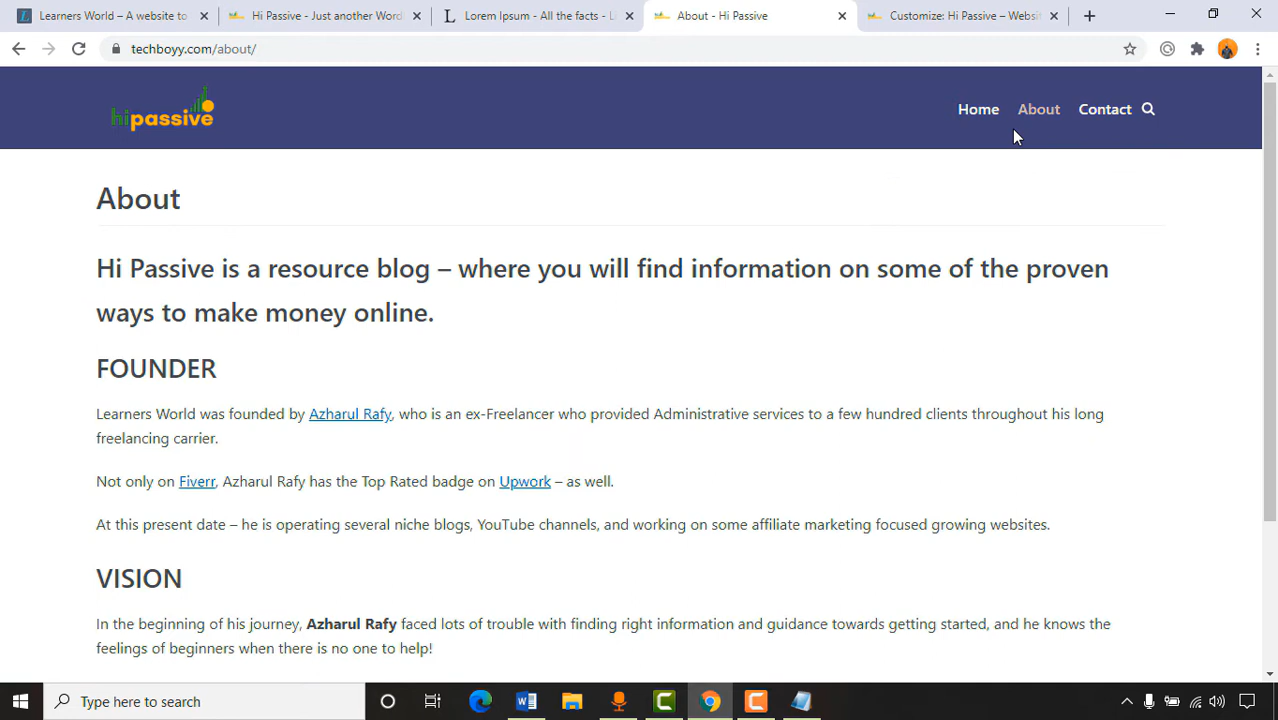 Learners World – A website to
Hi Passive - Just another Word
Lorem Ipsum - All the facts - Li
About - Hi Passive
Customize: Hi Passive – Websit
techboyy.com/about/
hipassive
Home About Contact
About
Hi Passive is a resource blog – where you will find information on some of the proven
ways to make money online.
FOUNDER
Learners World was founded by Azharul Rafy, who is an ex-Freelancer who provided Administrative services to a few hundred clients throughout his long
freelancing carrier.
Not only on Fiverr, Azharul Rafy has the Top Rated badge on Upwork – as well.
At this present date – he is operating several niche blogs, YouTube channels, and working on some affiliate marketing focused growing websites.
VISION
In the beginning of his journey, Azharul Rafy faced lots of trouble with finding right information and guidance towards getting started, and he knows the
feelings of beginners when there is no one to help!
Type here to search